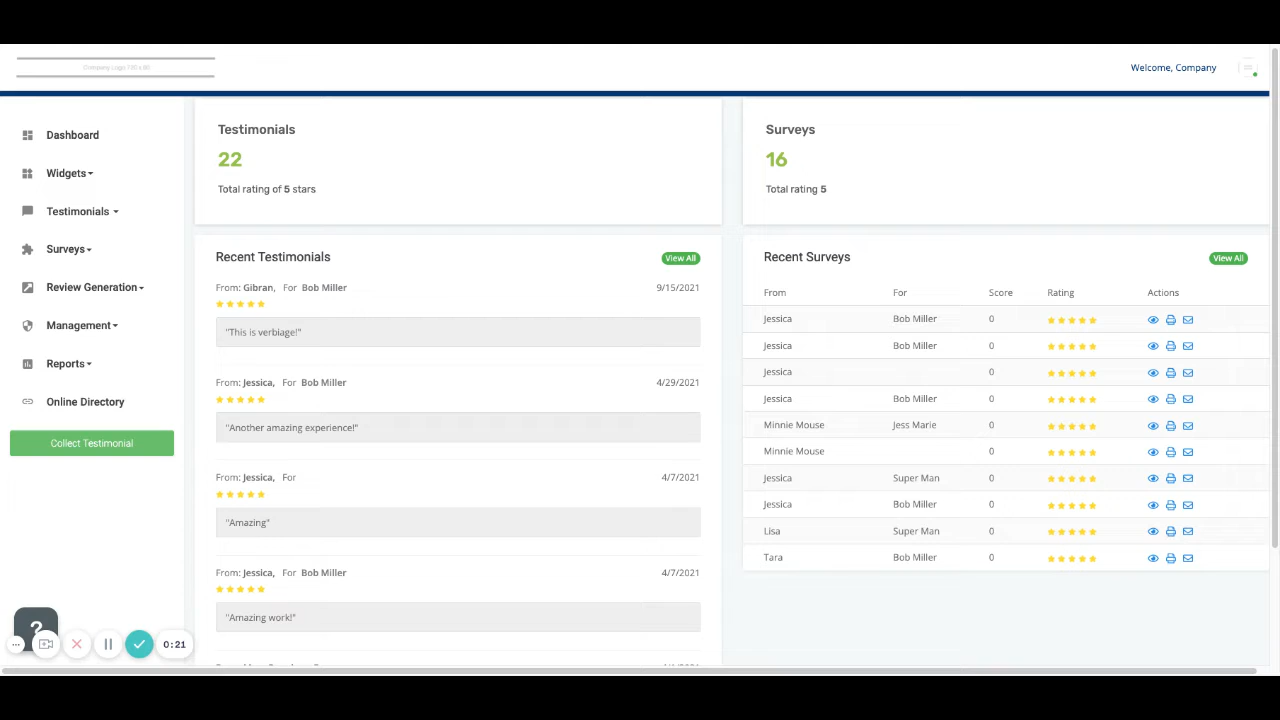 Company Logo 730 x 80
Welcome, Company
Dashboard
Widgets
Testimonials
Surveys
Review Generation
Management
Reports
Online Directory
Collect Testimonial
?
0:21
Testimonials
22
Total rating of 5 stars
Surveys
16
Total rating 5
Recent Testimonials
View All
From: Gibran, For Bob Miller 9/15/2021
"This is verbiage!"
From: Jessica, For Bob Miller 4/29/2021
"Another amazing experience!"
From: Jessica, For 4/7/2021
"Amazing"
From: Jessica, For Bob Miller 4/7/2021
"Amazing work!"
Recent Surveys
View All
From For Score Rating Actions
Jessica Bob Miller 0
Jessica Bob Miller 0
Jessica 0
Jessica Bob Miller 0
Minnie Mouse Jess Marie 0
Minnie Mouse 0
Jessica Super Man 0
Jessica Bob Miller 0
Lisa Super Man 0
Tara Bob Miller 0